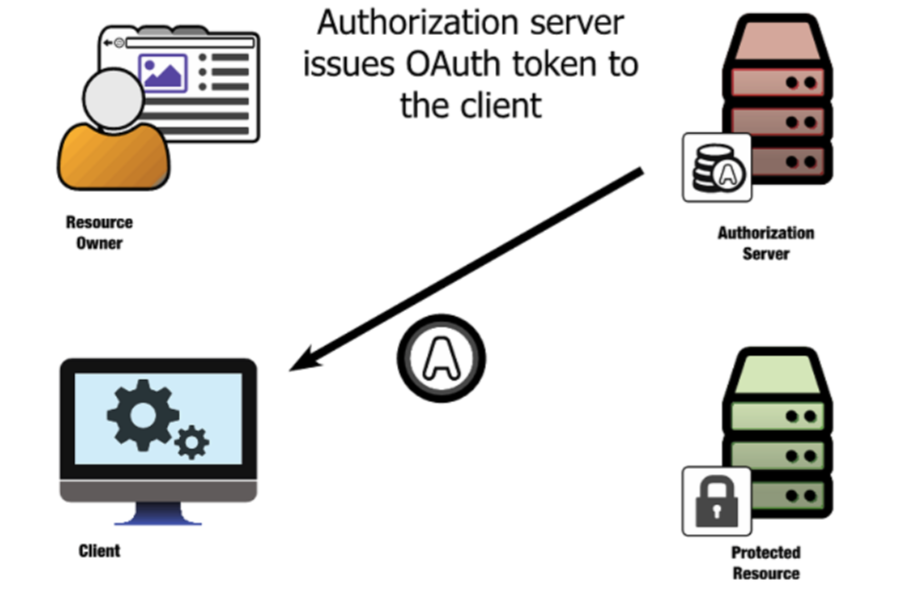 Authorization server
issues OAuth token to
the client
Resource
Owner
Authorization
Server
A
A
Client
Protected
Resource